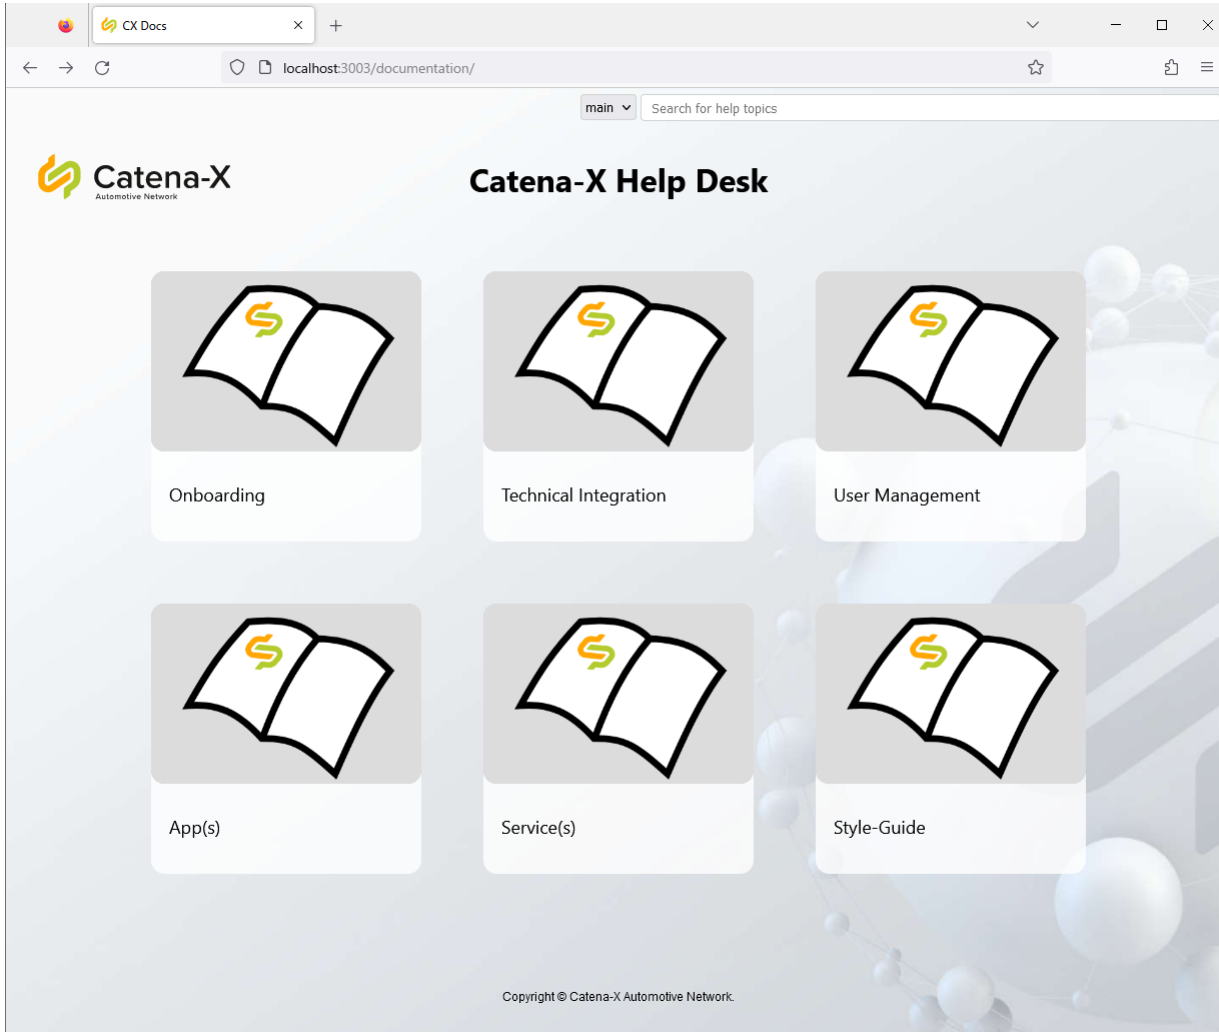 CX Docs
localhost:3003/documentation/
main Search for help topics
Catena-X
Automotive Network
Catena-X Help Desk
Onboarding Technical Integration User Management
App(s) Service(s) Style-Guide
Copyright © Catena-X Automotive Network.